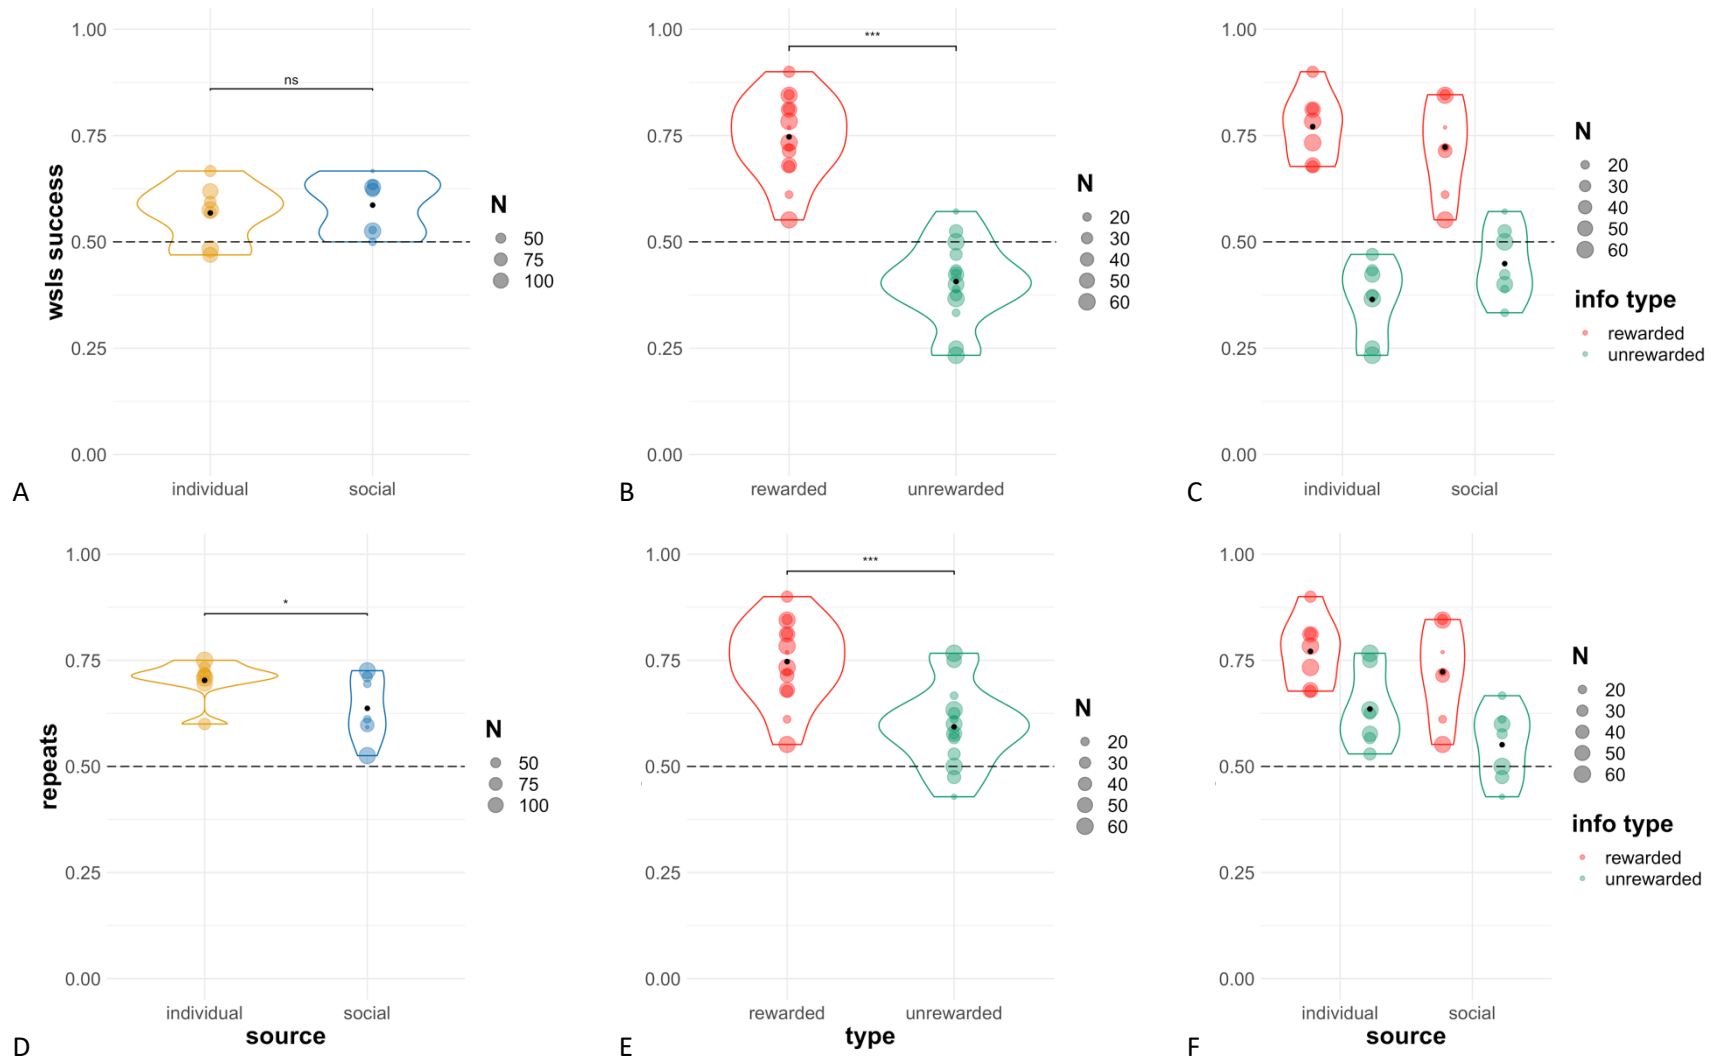 1.00
0.75
0.50
0.25
0.00
wsls success
ns
individual
social
N
50
75
100
A
1.00
0.75
0.50
0.25
0.00
***
rewarded
unrewarded
N
20
30
40
50
60
B
1.00
0.75
0.50
0.25
0.00
individual
social
N
20
30
40
50
60
info type
rewarded
unrewarded
C
1.00
0.75
0.50
0.25
0.00
repeats
*
individual
social
source
N
50
75
100
D
1.00
0.75
0.50
0.25
0.00
***
rewarded
unrewarded
type
N
20
30
40
50
60
E
1.00
0.75
0.50
0.25
0.00
individual
social
source
N
20
30
40
50
60
info type
rewarded
unrewarded
F